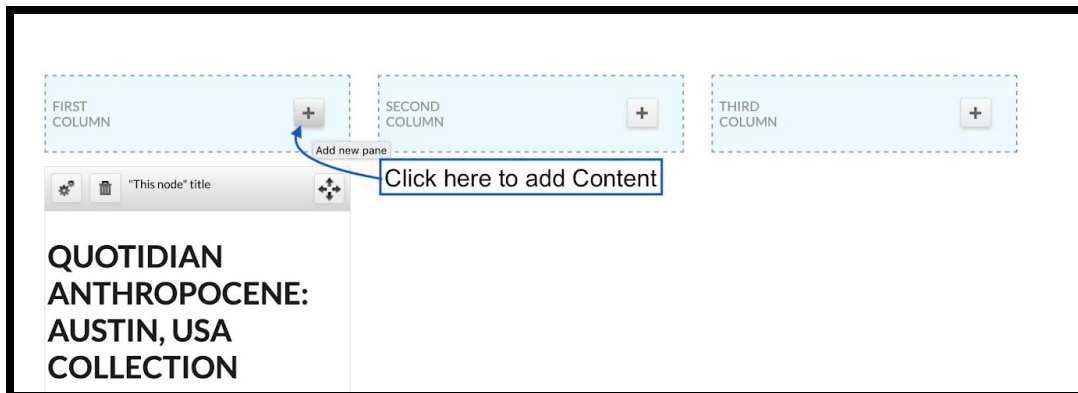 FIRST
COLUMN
SECOND
COLUMN
THIRD
COLUMN
Add new pane
Click here to add Content
"This node" title
QUOTIDIAN
ANTHROPOCENE:
AUSTIN, USA
COLLECTION